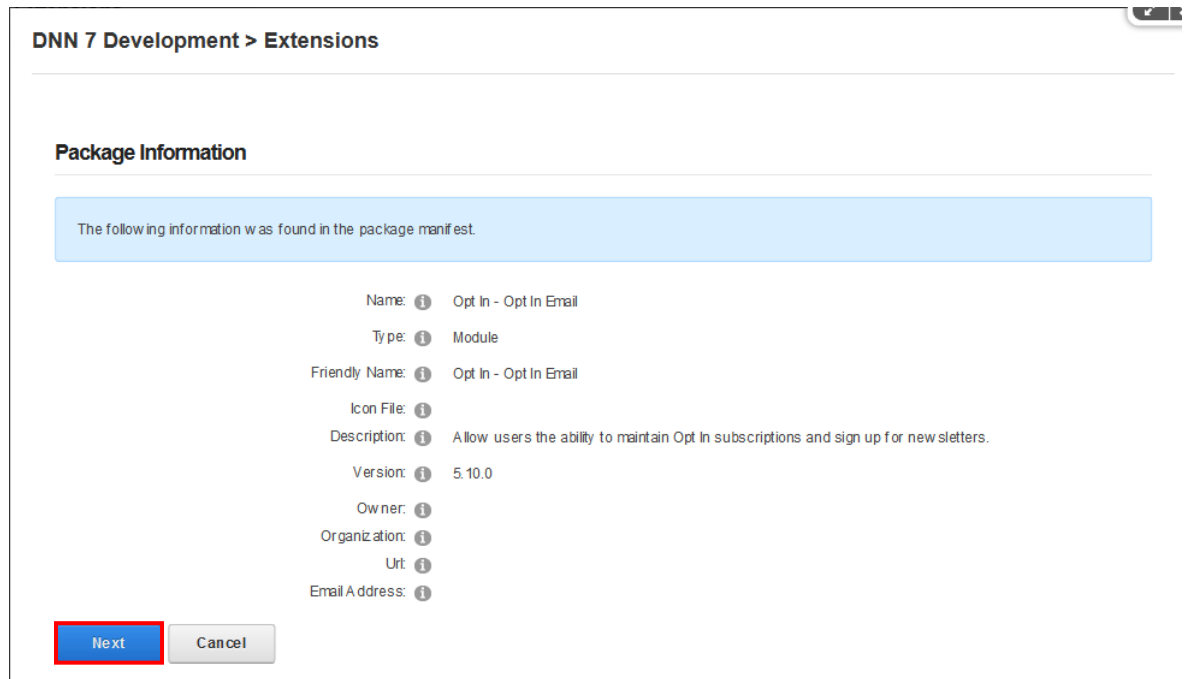 DNN 7 Development > Extensions
Package Information
The following information was found in the package manifest.
Name: Opt In - Opt In Email
Type: Module
Friendly Name: Opt In - Opt In Email
Icon File:
Description: Allow users the ability to maintain Opt In subscriptions and sign up for newsletters.
Version: 5.10.0
Owner:
Organization:
Url:
Email Address:
Next Cancel